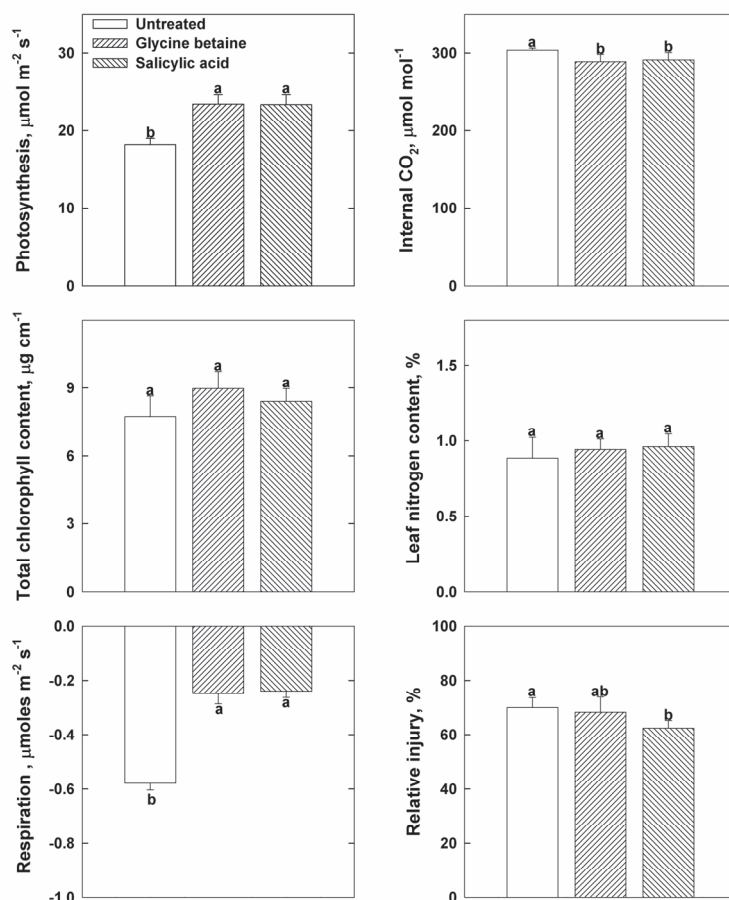 Untreated
Glycine betaine
Salicylic acid
Photosynthesis, μmol m⁻² s⁻¹
30
20
10
0
b
a
a
Internal CO₂, μmol mol⁻¹
300
200
100
0
a
b
b
Total chlorophyll content, μg cm⁻¹
9
6
3
0
a
a
a
Leaf nitrogen content, %
1.5
1.0
0.5
0.0
a
a
a
Respiration , μmoles m⁻² s⁻¹
0.0
-0.2
-0.4
-0.6
-0.8
-1.0
b
a
a
Relative injury, %
100
80
60
40
20
0
a
ab
b